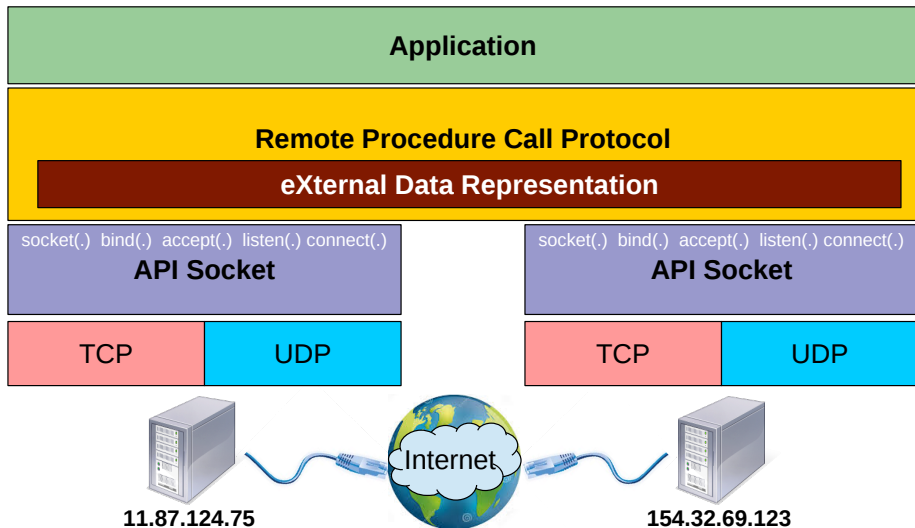 Application
Remote Procedure Call Protocol
eXternal Data Representation
socket(.) bind(.) accept(.) listen(.) connect(.)
API Socket
socket(.) bind(.) accept(.) listen(.) connect(.)
API Socket
TCP UDP
TCP UDP
Internet
11.87.124.75
154.32.69.123